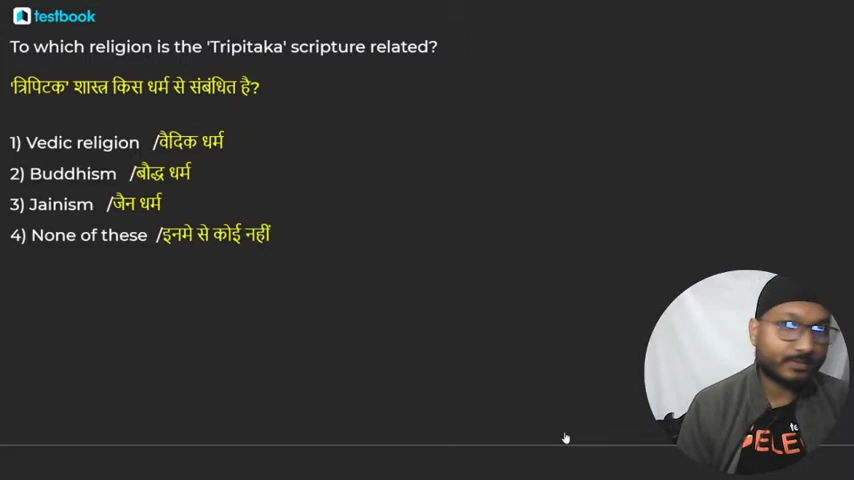 testbook
To which religion is the 'Tripitaka' scripture related?
'त्रिपिटक' शास्त्र किस धर्म से संबंधित है?
1) Vedic religion /वैदिक धर्म
2) Buddhism /बौद्ध धर्म
3) Jainism /जैन धर्म
4) None of these /इनमे से कोई नहीं